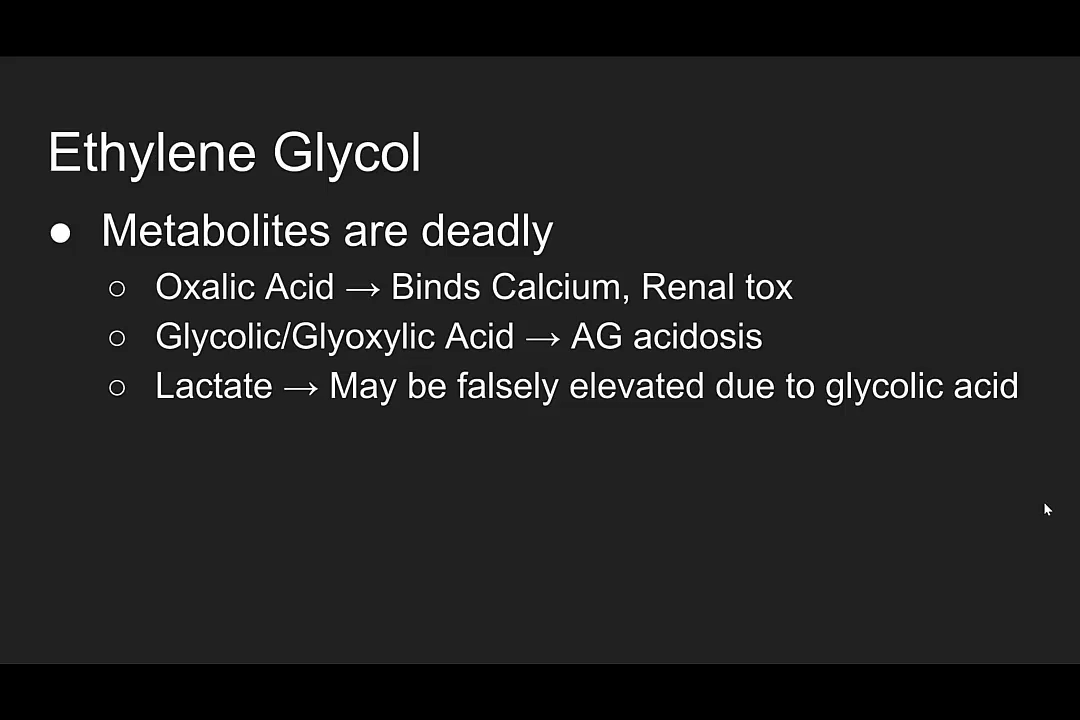 Ethylene Glycol
● Metabolites are deadly
○ Oxalic Acid → Binds Calcium, Renal tox
○ Glycolic/Glyoxylic Acid → AG acidosis
○ Lactate → May be falsely elevated due to glycolic acid